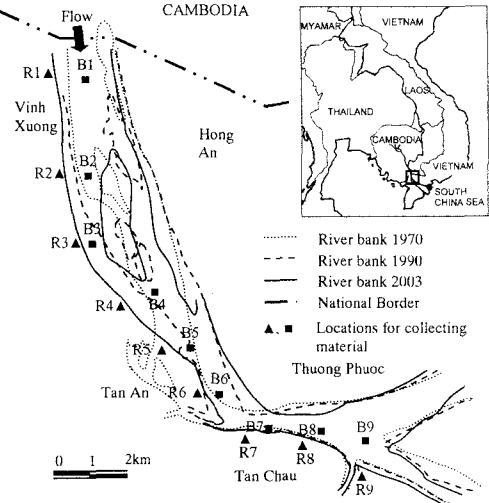 CAMBODIA
Flow
R1
B1
Vinh
Xuong
Hong
An
R2
B2
R3
B3
R4
B4
R5
B5
Tan An
R6
B6
Thuong Phuoc
B7
B8
B9
R7
R8
R9
Tan Chau
0 1 2km
MYAMAR
VIETNAM
LAOS
THAILAND
CAMBODIA
VIETNAM
SOUTH
CHINA SEA
River bank 1970
River bank 1990
River bank 2003
National Border
Locations for collecting
material